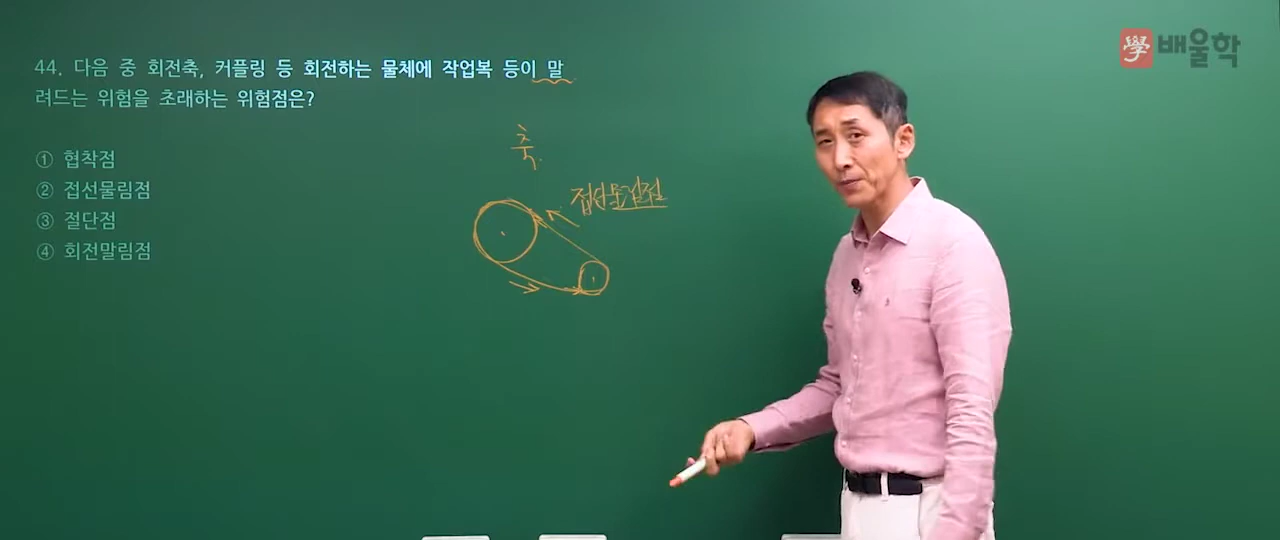 學 배울학
44. 다음 중 회전축, 커플링 등 회전하는 물체에 작업복 등이 말
려드는 위험을 초래하는 위험점은?
① 협착점
② 접선물림점
③ 절단점
④ 회전말림점
축
접선물림점